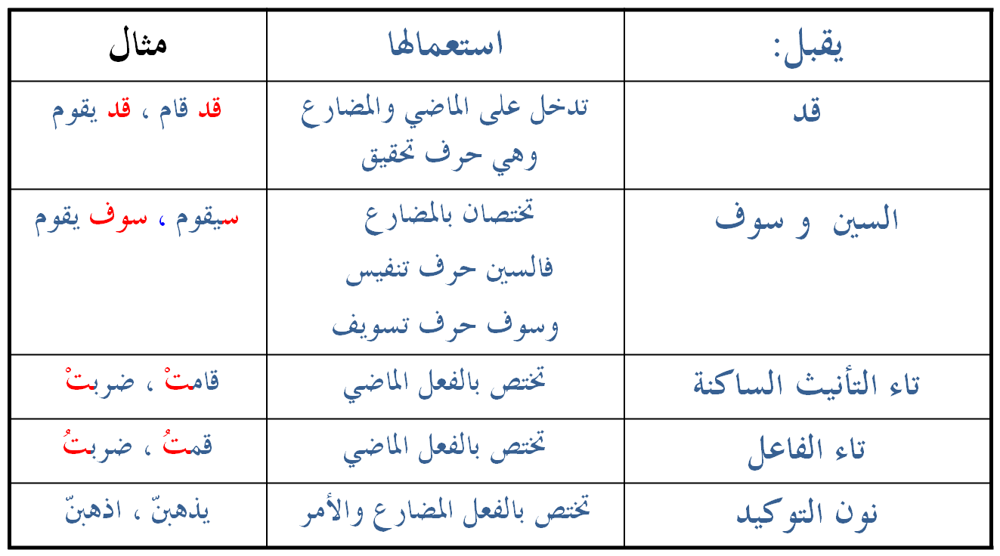 يقبل:
استعمالها
مثال
قد
تدخل على الماضي والمضارع
وهي حرف تحقيق
قد قام ، قد يقوم
السين و سوف
تختصان بالمضارع
فالسين حرف تنفيس
وسوف حرف تسويف
سيقوم ، سوف يقوم
تاء التأنيث الساكنة
تختص بالفعل الماضي
قامتْ ، ضربتْ
تاء الفاعل
تختص بالفعل الماضي
قمتُ ، ضربتُ
نون التوكيد
تختص بالفعل المضارع والأمر
يذهبنّ ، اذهبنّ